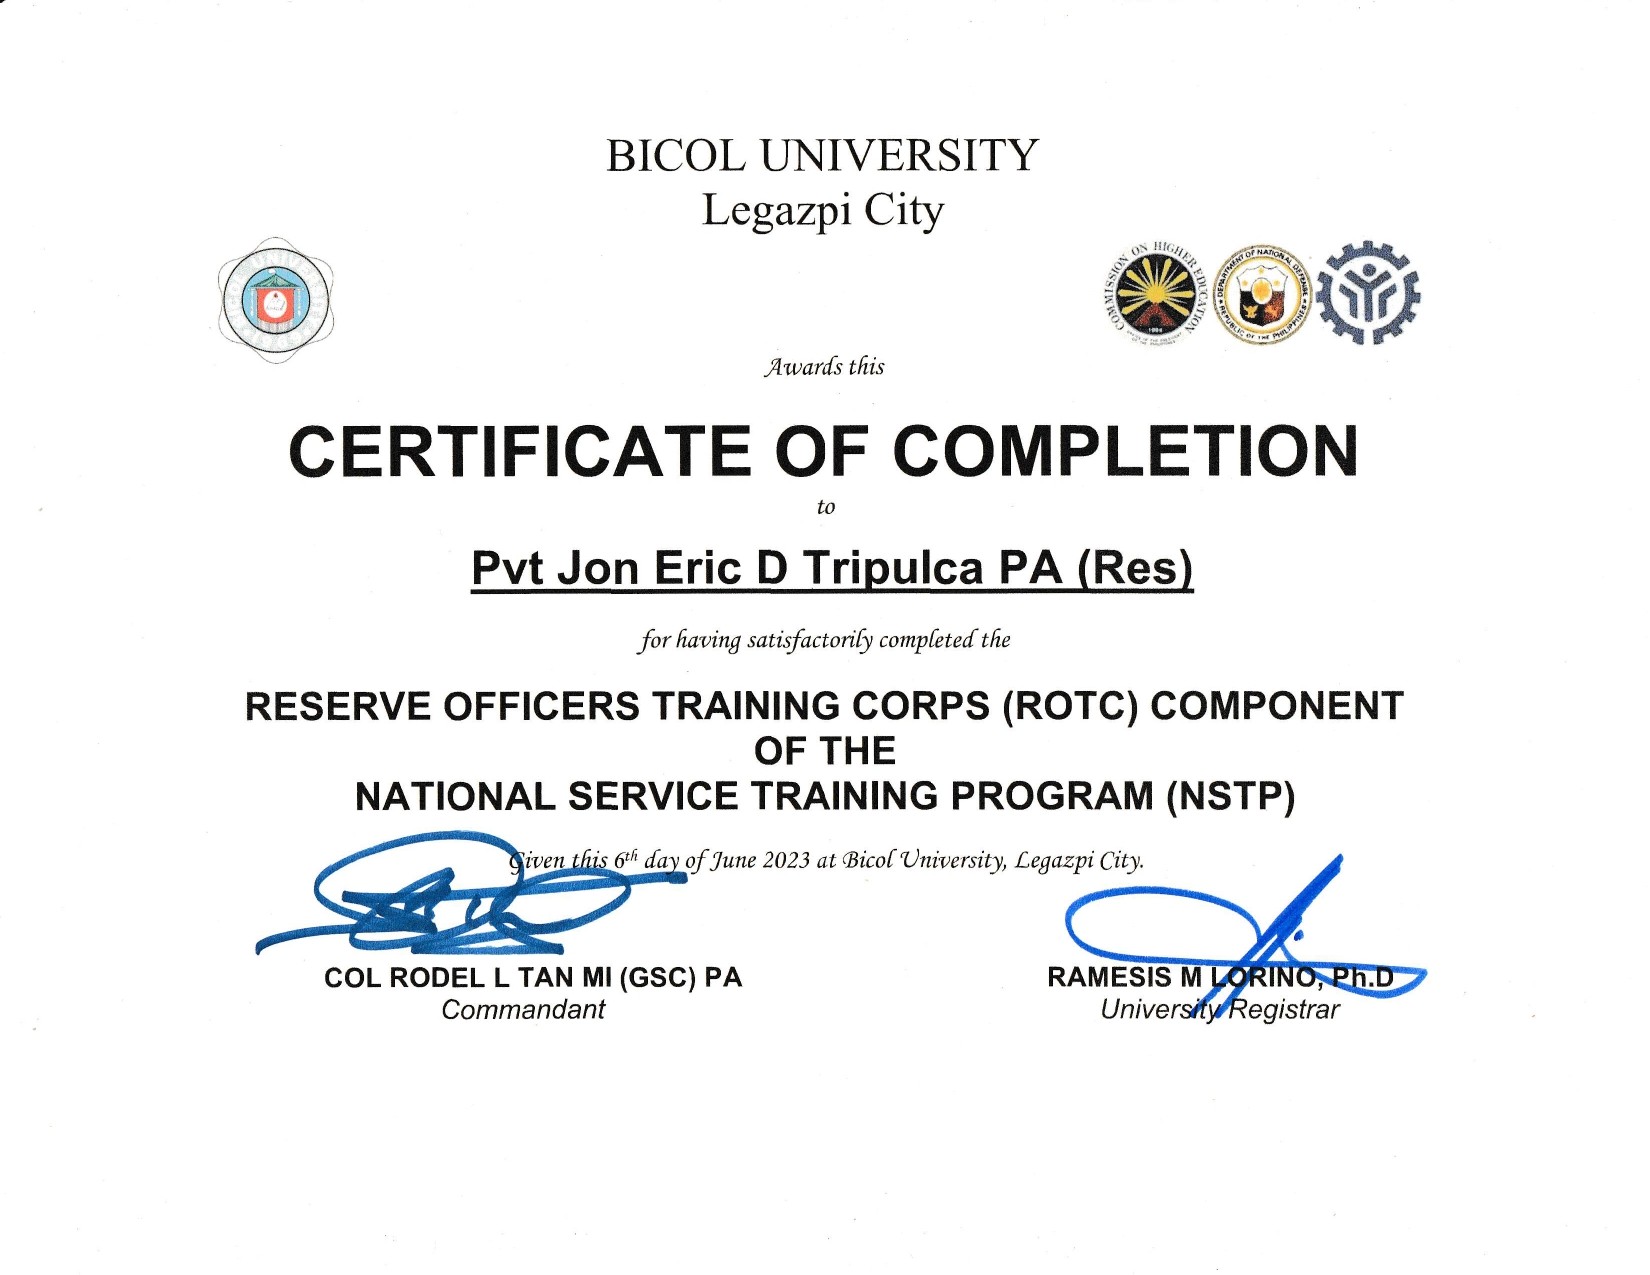 BICOL UNIVERSITY
Legazpi City
UNIVERSITY
COMMISSION ON HIGHER EDUCATION
1994
DEPARTMENT OF NATIONAL DEFENSE
REPUBLIC OF THE PHILIPPINES
Awards this
CERTIFICATE OF COMPLETION
to
Pvt Jon Eric D Tripulca PA (Res)
for having satisfactorily completed the
RESERVE OFFICERS TRAINING CORPS (ROTC) COMPONENT
OF THE
NATIONAL SERVICE TRAINING PROGRAM (NSTP)
Given this 6th day of June 2023 at Bicol University, Legazpi City.
COL RODEL L TAN MI (GSC) PA
Commandant
RAMESIS M LORINO, Ph.D
University Registrar